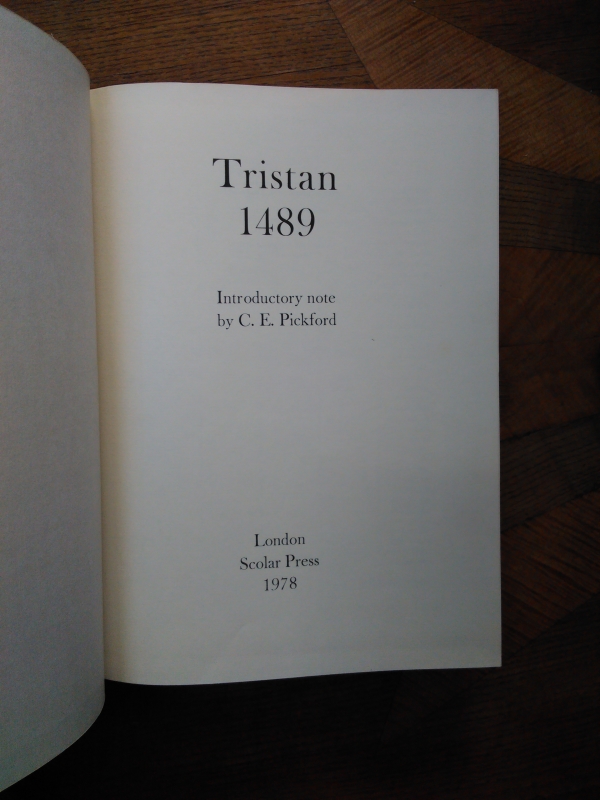 Tristan
1489
Introductory note
by C. E. Pickford
London
Scolar Press
1978